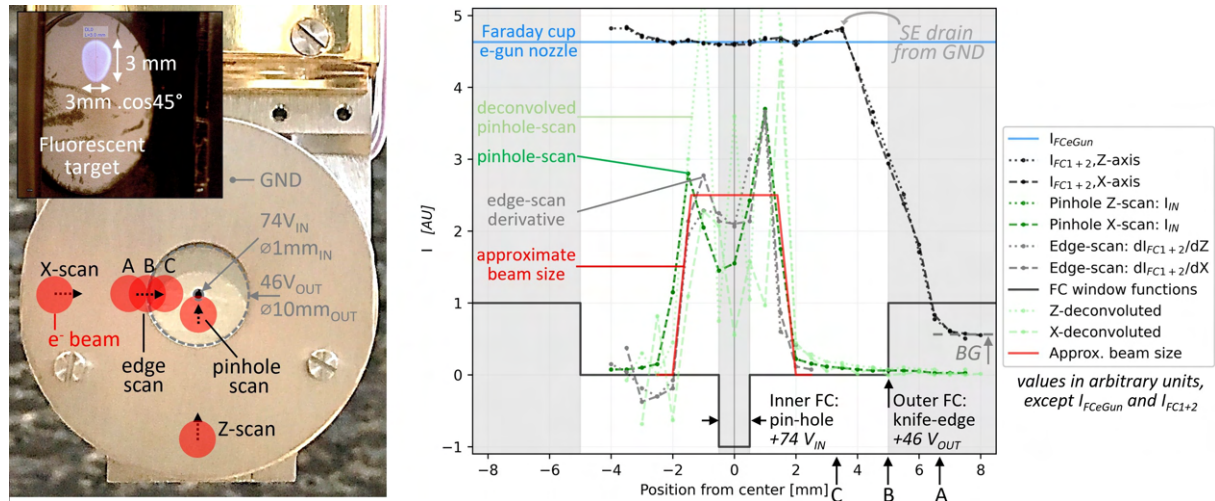 3 mm
3mm .cos45°
Fluorescent
target
GND
74V_IN
ø1mm_IN
46V_OUT
ø10mm_OUT
X-scan
A B C
e⁻ beam
edge
scan
pinhole
scan
Z-scan
5
4
3
2
1
0
−1
I [AU]
Faraday cup
e-gun nozzle
deconvolved
pinhole-scan
pinhole-scan
edge-scan
derivative
approximate
beam size
SE drain
from GND
BG
Inner FC:
pin-hole
+74 V_IN
Outer FC:
knife-edge
+46 V_OUT
−8 −6 −4 −2 0 2 4 6 8
Position from center [mm]
C B A
I_FCeGun
I_FC1+2,Z-axis
I_FC1+2,X-axis
Pinhole Z-scan: I_IN
Pinhole X-scan: I_IN
Edge-scan: dI_FC1+2/dZ
Edge-scan: dI_FC1+2/dX
FC window functions
Z-deconvoluted
X-deconvoluted
Approx. beam size
values in arbitrary units,
except I_FCeGun and I_FC1+2